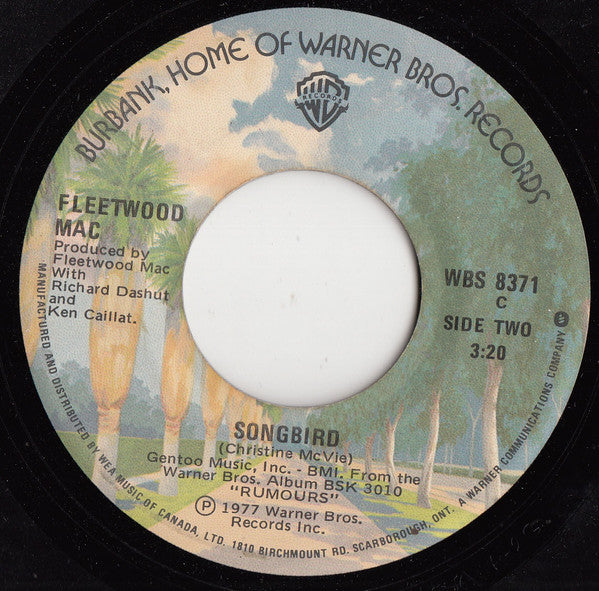 BURBANK, HOME OF WARNER BROS. RECORDS
WB
RECORDS
FLEETWOOD
MAC
Produced by
Fleetwood Mac
With
Richard Dashut
and
Ken Caillat.
WBS 8371
C
SIDE TWO
3:20
SONGBIRD
(Christine McVie)
Gentoo Music, Inc. - BMI. From the
Warner Bros. Album BSK 3010
"RUMOURS"
℗ 1977 Warner Bros.
Records Inc.
MANUFACTURED AND DISTRIBUTED BY WEA MUSIC OF CANADA, LTD. 1810 BIRCHMOUNT RD. SCARBOROUGH, ONT. A WARNER COMMUNICATIONS COMPANY